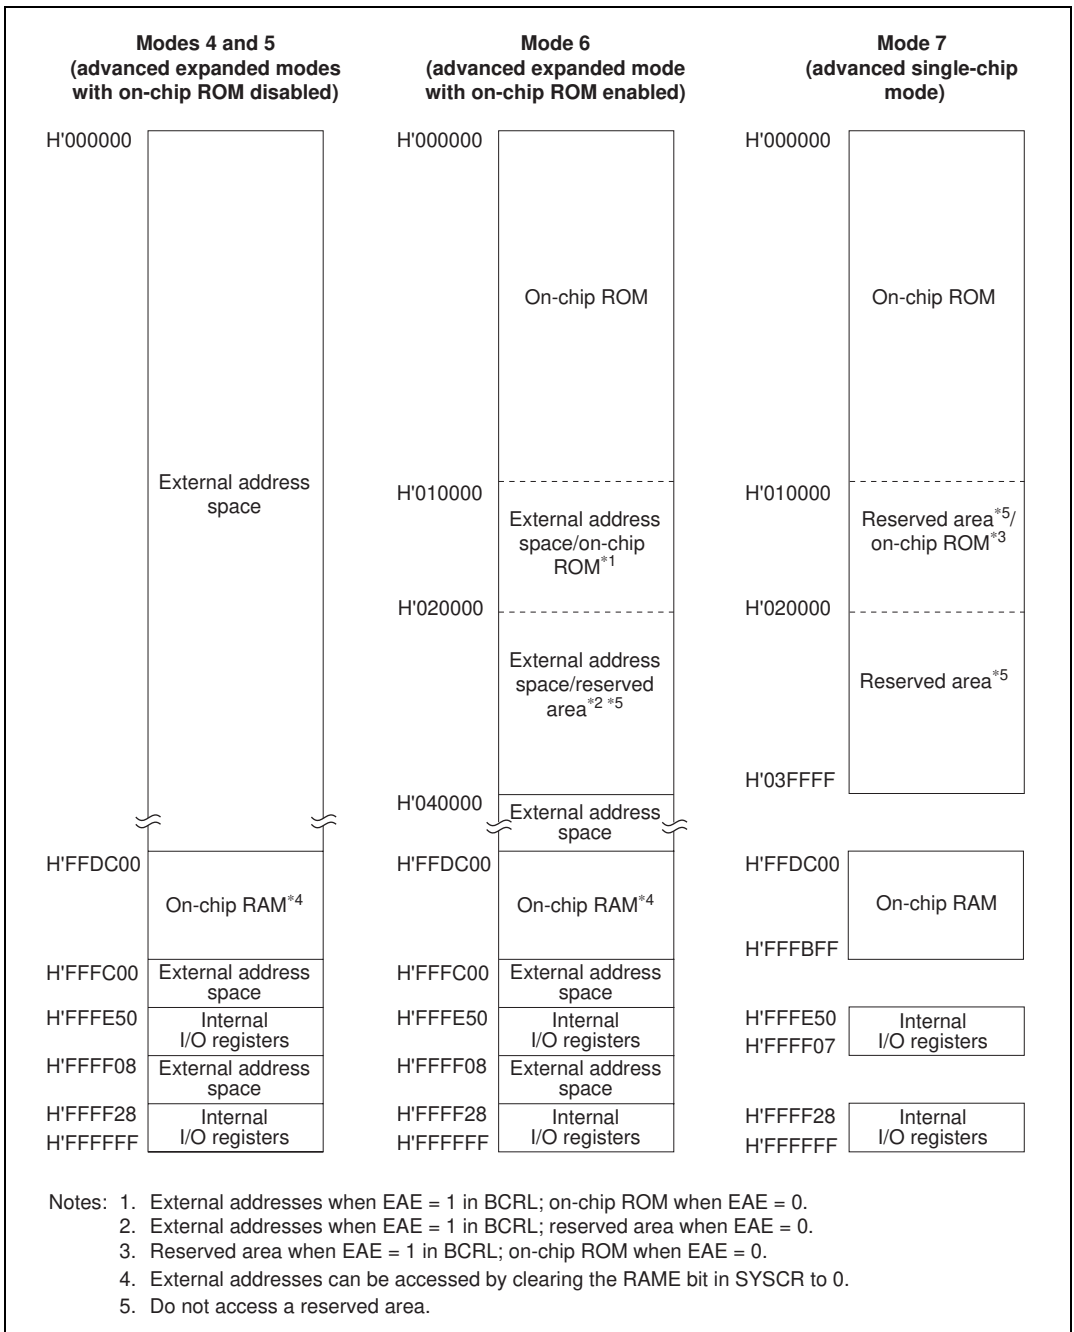 Modes 4 and 5
(advanced expanded modes
with on-chip ROM disabled)
H'000000
External address
space
H'FFDC00
On-chip RAM*4
H'FFFC00
External address
space
H'FFFE50
Internal
I/O registers
H'FFFF08
External address
space
H'FFFF28
Internal
I/O registers
H'FFFFFF
Mode 6
(advanced expanded mode
with on-chip ROM enabled)
H'000000
On-chip ROM
H'010000
External address
space/on-chip
ROM*1
H'020000
External address
space/reserved
area*2 *5
H'040000
External address
space
H'FFDC00
On-chip RAM*4
H'FFFC00
External address
space
H'FFFE50
Internal
I/O registers
H'FFFF08
External address
space
H'FFFF28
Internal
I/O registers
H'FFFFFF
Mode 7
(advanced single-chip
mode)
H'000000
On-chip ROM
H'010000
Reserved area*5/
on-chip ROM*3
H'020000
Reserved area*5
H'03FFFF
H'FFDC00
On-chip RAM
H'FFFBFF
H'FFFE50
Internal
I/O registers
H'FFFF07
H'FFFF28
Internal
I/O registers
H'FFFFFF
Notes: 1. External addresses when EAE = 1 in BCRL; on-chip ROM when EAE = 0.
2. External addresses when EAE = 1 in BCRL; reserved area when EAE = 0.
3. Reserved area when EAE = 1 in BCRL; on-chip ROM when EAE = 0.
4. External addresses can be accessed by clearing the RAME bit in SYSCR to 0.
5. Do not access a reserved area.